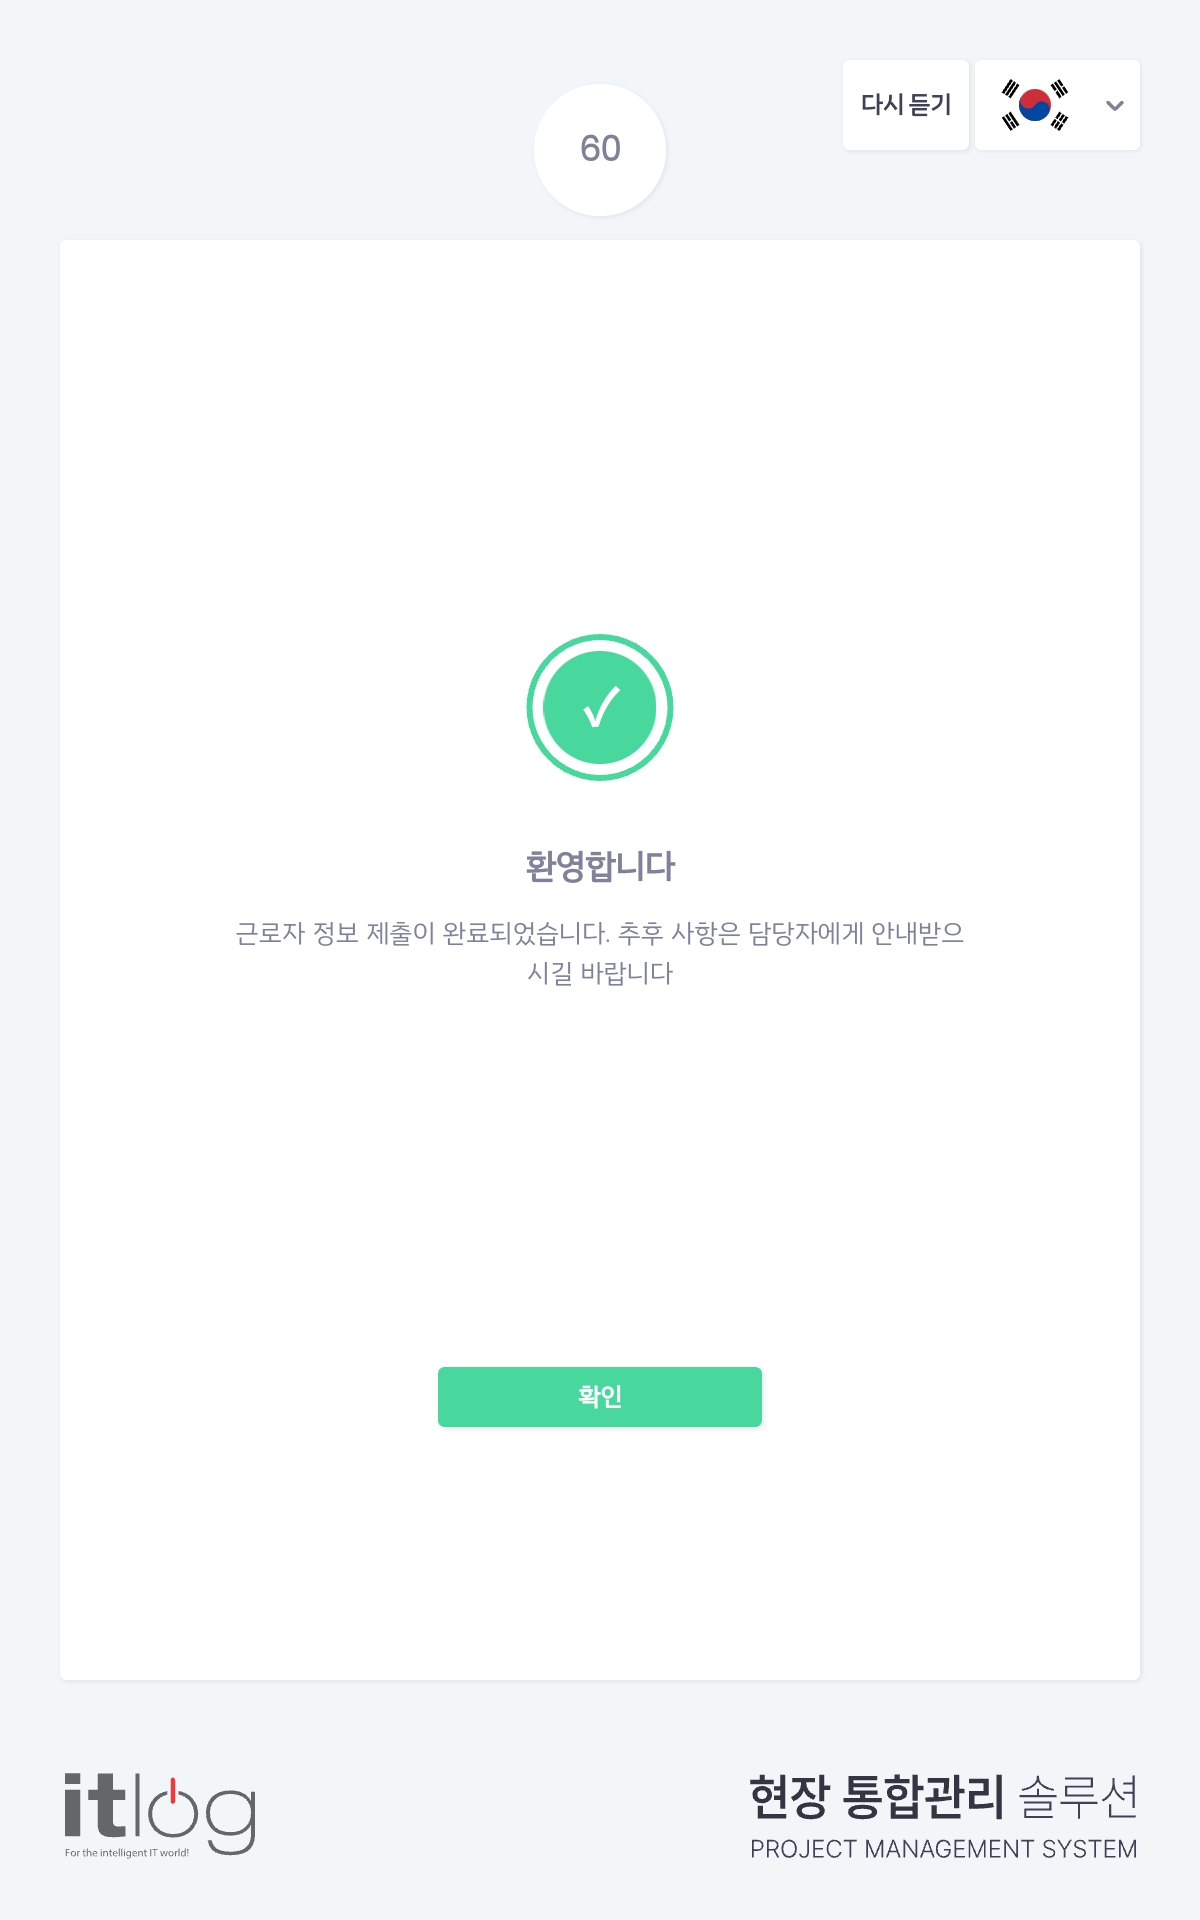 다시 듣기
60
환영합니다
근로자 정보 제출이 완료되었습니다. 추후 사항은 담당자에게 안내받으
시길 바랍니다
확인
itlog
For the intelligent IT world!
현장 통합관리 솔루션
PROJECT MANAGEMENT SYSTEM